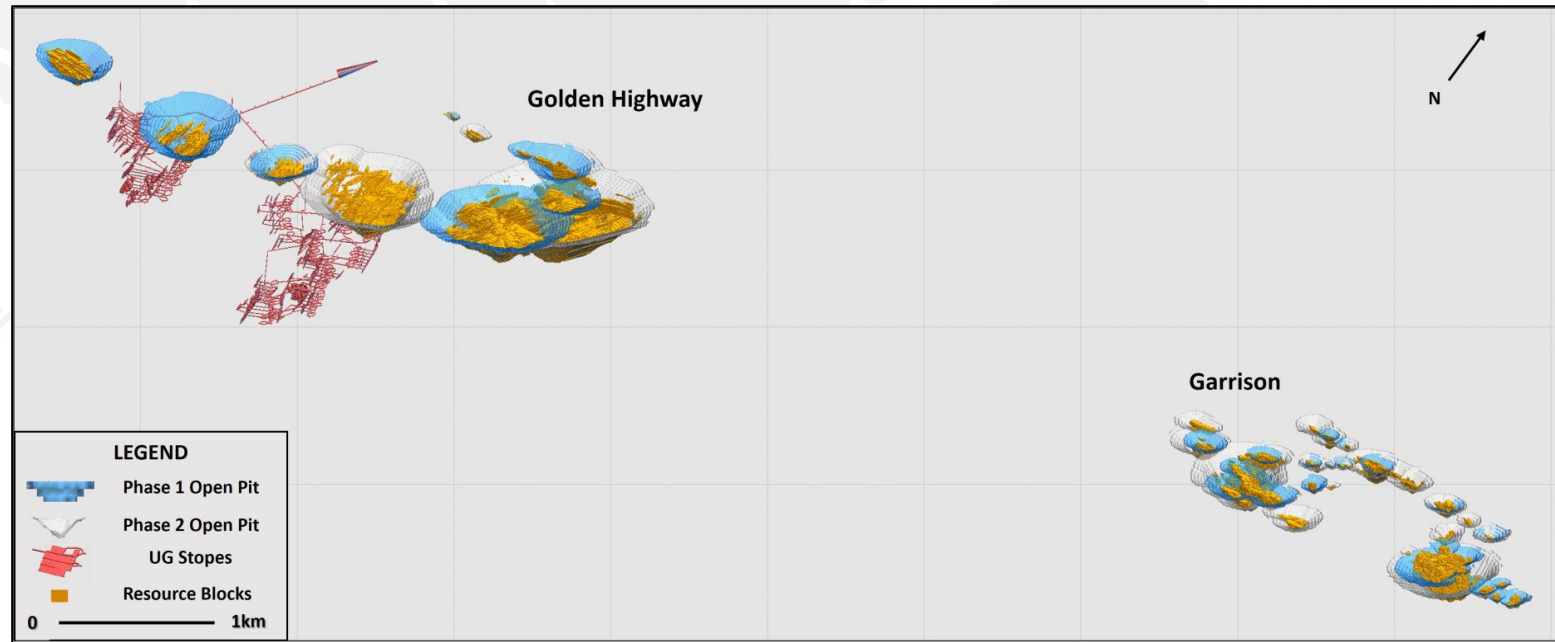 Golden Highway
N
Garrison
LEGEND
Phase 1 Open Pit
Phase 2 Open Pit
UG Stopes
Resource Blocks
0 1km